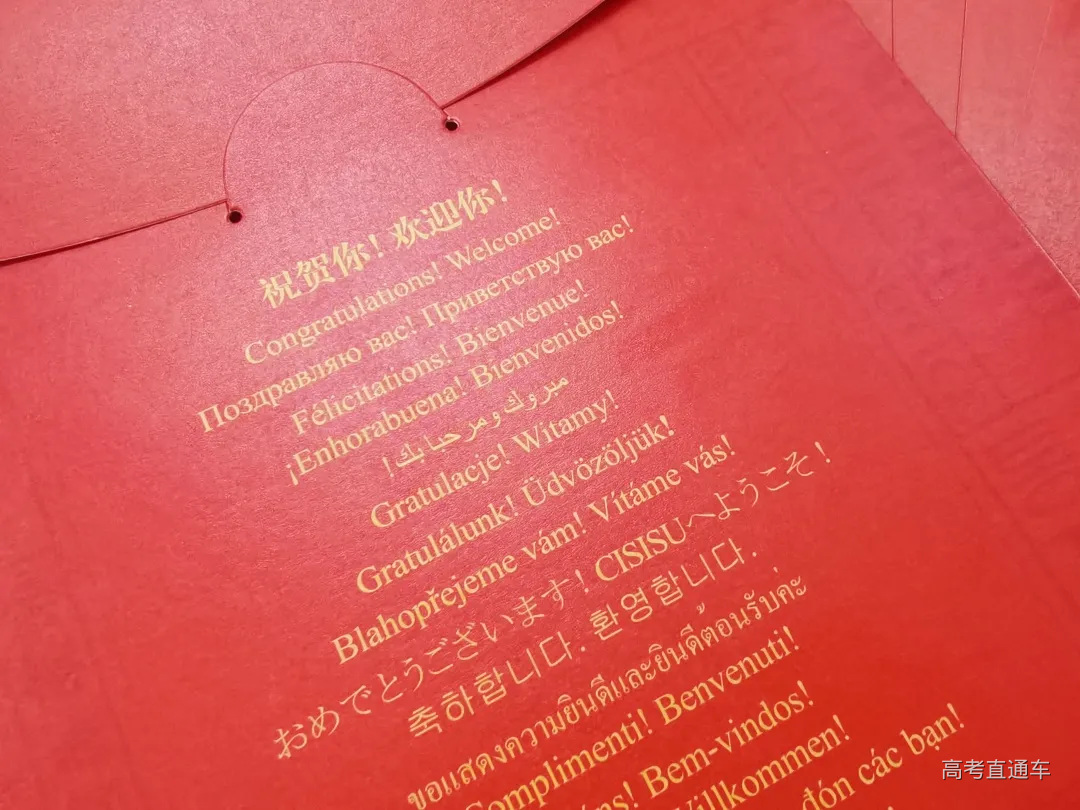 祝贺你！欢迎你！
Congratulations! Welcome!
Поздравляю вас! Приветствую вас!
Félicitations! Bienvenue!
¡Enhorabuena! Bienvenidos!
مبروك ومرحبا بك!
Gratulacje! Witamy!
Gratulálunk! Üdvözöljük!
Blahopřejeme vám! Vítáme vás!
おめでとうございます！CISISUへようこそ！
축하합니다. 환영합니다.
ขอแสดงความยินดีและยินดีต้อนรับค่ะ
Complimenti! Benvenuti!
Bem-vindos!
Willkommen!
đón các bạn!
高考直通车